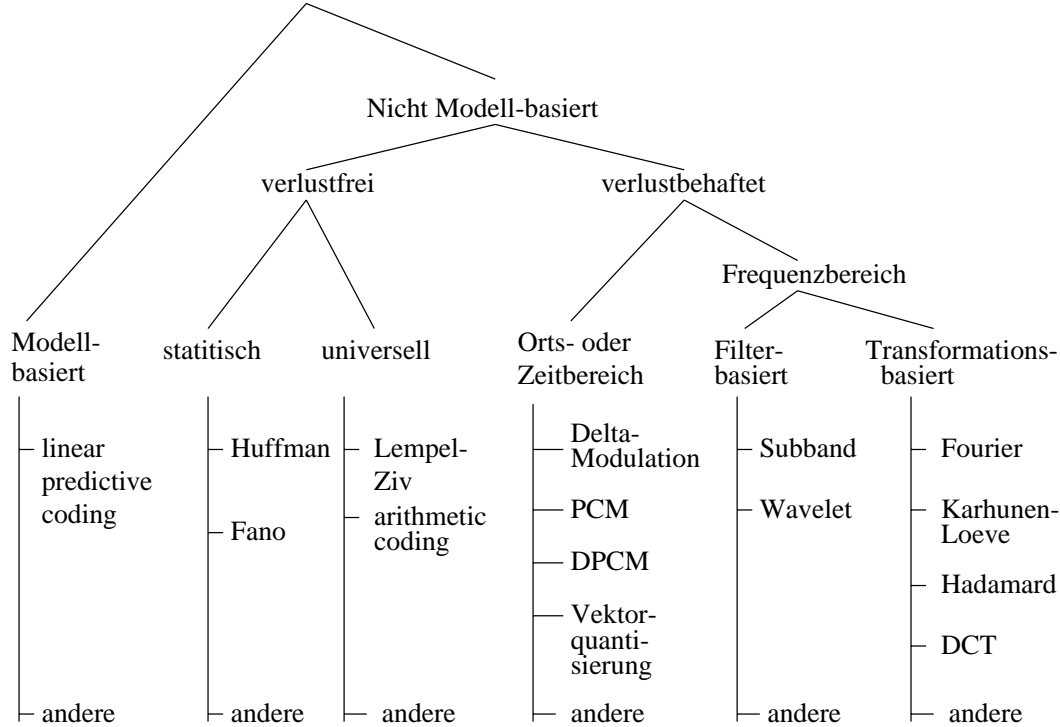 Nicht Modell-basiert
verlustfrei
verlustbehaftet
Frequenzbereich
Modell-
basiert
statitisch
universell
Orts- oder
Zeitbereich
Filter-
basiert
Transformations-
basiert
linear
predictive
coding
andere
Huffman
Fano
andere
Lempel-
Ziv
arithmetic
coding
andere
Delta-
Modulation
PCM
DPCM
Vektor-
quanti-
sierung
andere
Subband
Wavelet
andere
Fourier
Karhunen-
Loeve
Hadamard
DCT
andere